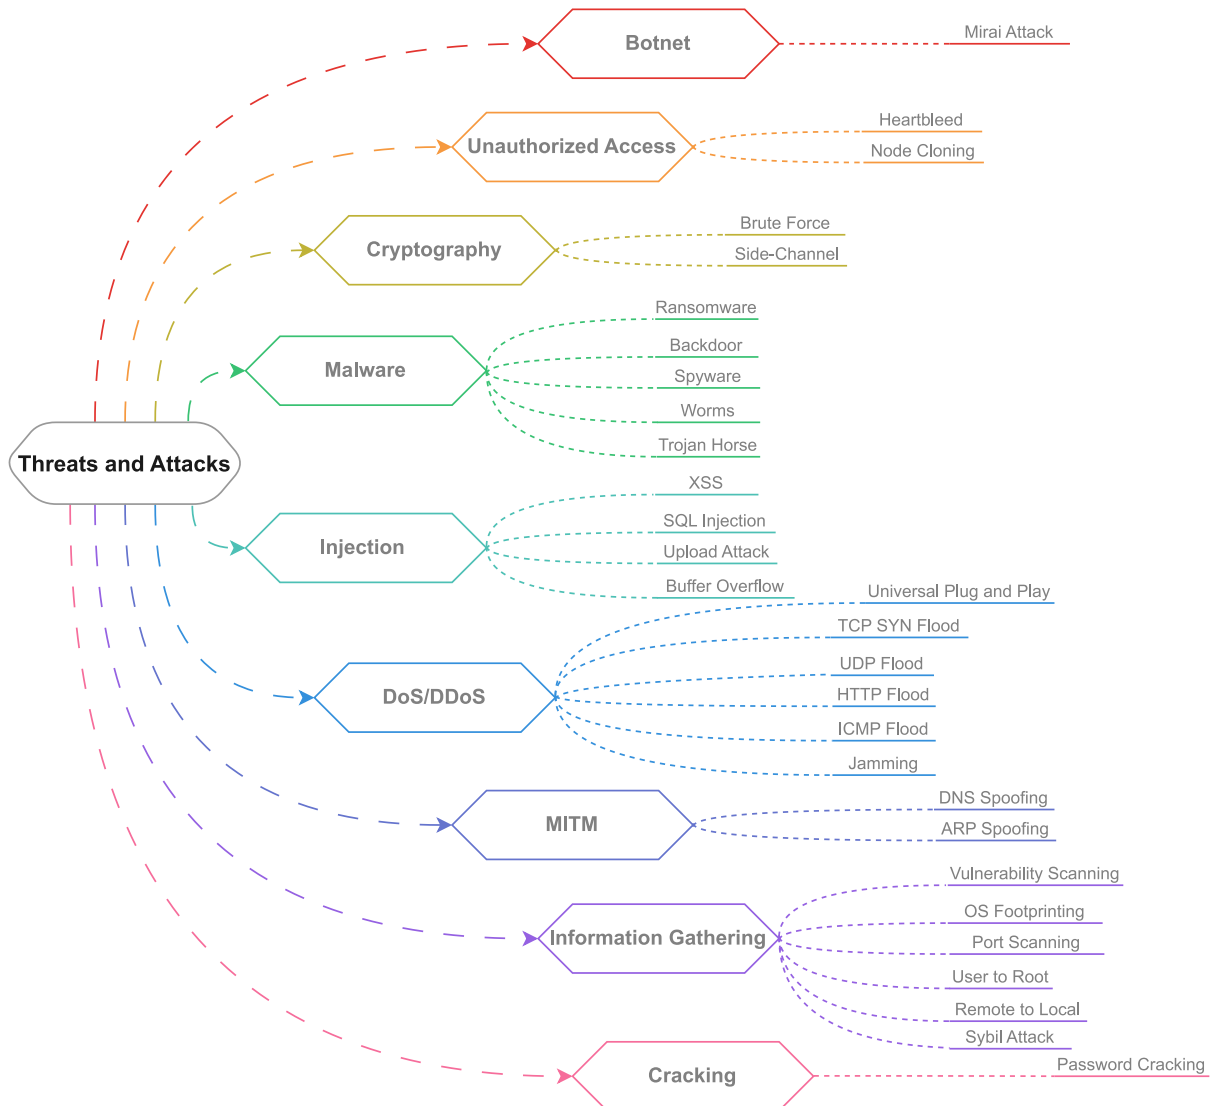 Botnet
Mirai Attack
Unauthorized Access
Heartbleed
Node Cloning
Cryptography
Brute Force
Side-Channel
Malware
Ransomware
Backdoor
Spyware
Worms
Trojan Horse
Threats and Attacks
Injection
XSS
SQL Injection
Upload Attack
Buffer Overflow
DoS/DDoS
Universal Plug and Play
TCP SYN Flood
UDP Flood
HTTP Flood
ICMP Flood
Jamming
MITM
DNS Spoofing
ARP Spoofing
Information Gathering
Vulnerability Scanning
OS Footprinting
Port Scanning
User to Root
Remote to Local
Sybil Attack
Cracking
Password Cracking